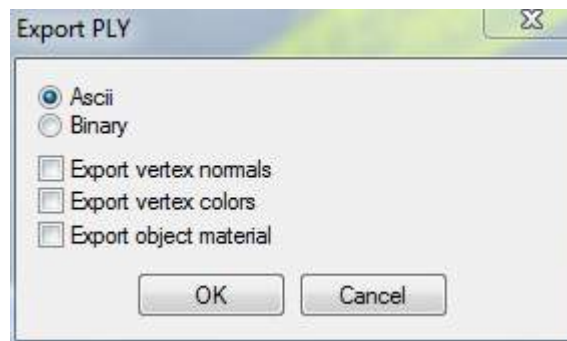 Export PLY
Ascii
Binary
Export vertex normals
Export vertex colors
Export object material
OK Cancel